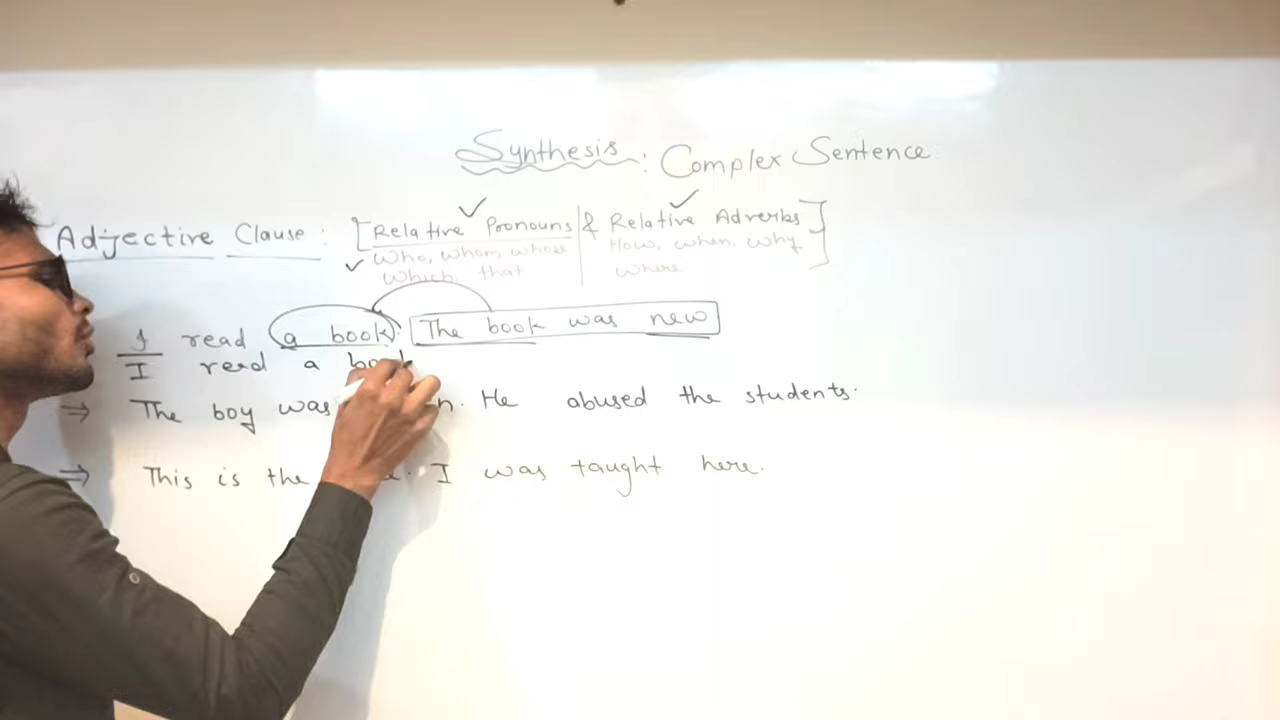 Synthesis: Complex Sentence
Adjective Clause: [Relative Pronouns & Relative Adverbs]
Who, whom, whose How, when, why
which, that where
I read a book. The book was new
I read a book
⇒ The boy was n. He abused the students.
⇒ This is the I was taught here.